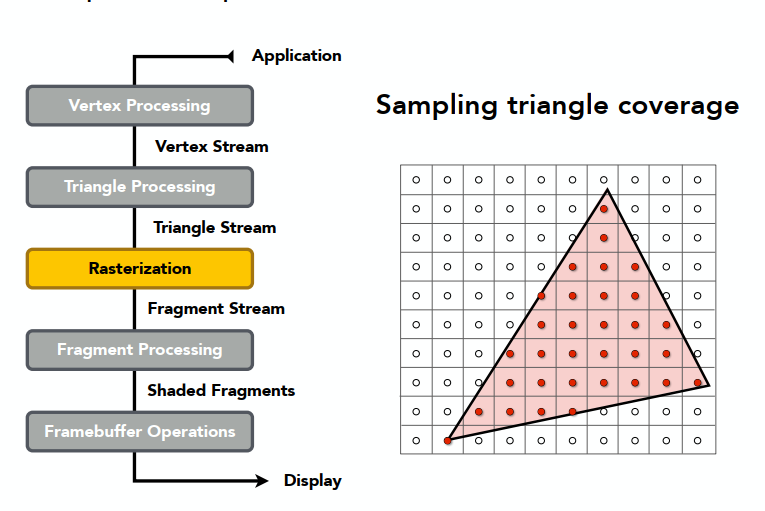 Application
Vertex Processing
Sampling triangle coverage
Vertex Stream
Triangle Processing
Triangle Stream
Rasterization
Fragment Stream
Fragment Processing
Shaded Fragments
Framebuffer Operations
Display